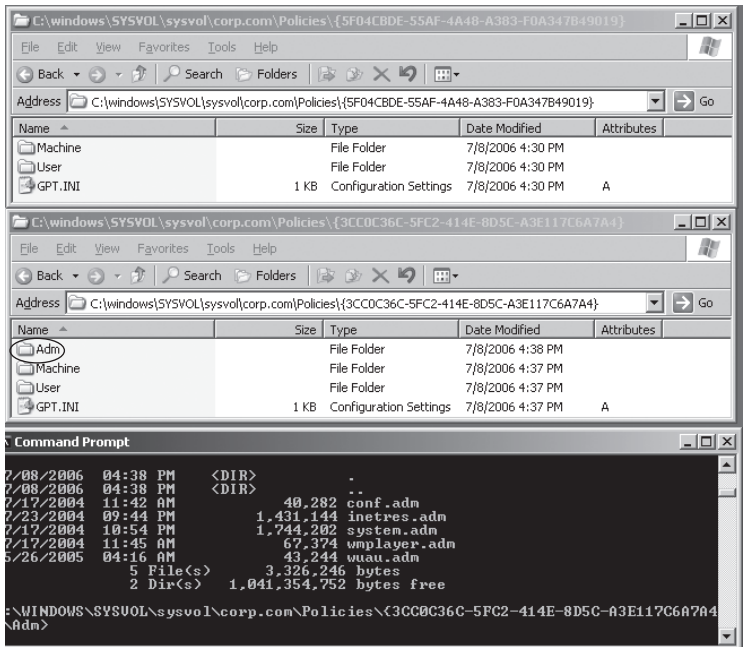 C:\windows\SYSVOL\sysvol\corp.com\Policies\{5F04CBDE-55AF-4A48-A383-F0A347B49019}
File Edit View Favorites Tools Help
Back Search Folders
Address C:\windows\SYSVOL\sysvol\corp.com\Policies\{5F04CBDE-55AF-4A48-A383-F0A347B49019} Go
Name Size Type Date Modified Attributes
Machine File Folder 7/8/2006 4:30 PM
User File Folder 7/8/2006 4:30 PM
GPT.INI 1 KB Configuration Settings 7/8/2006 4:30 PM A
C:\windows\SYSVOL\sysvol\corp.com\Policies\{3CC0C36C-5FC2-414E-8D5C-A3E117C6A7A4}
File Edit View Favorites Tools Help
Back Search Folders
Address C:\windows\SYSVOL\sysvol\corp.com\Policies\{3CC0C36C-5FC2-414E-8D5C-A3E117C6A7A4} Go
Name Size Type Date Modified Attributes
Adm File Folder 7/8/2006 4:38 PM
Machine File Folder 7/8/2006 4:37 PM
User File Folder 7/8/2006 4:37 PM
GPT.INI 1 KB Configuration Settings 7/8/2006 4:37 PM A
Command Prompt
7/08/2006 04:38 PM <DIR> .
7/08/2006 04:38 PM <DIR> ..
7/17/2004 11:42 AM 40,282 conf.adm
7/23/2004 09:44 PM 1,431,144 inetres.adm
7/17/2004 10:54 PM 1,744,202 system.adm
7/17/2004 11:45 AM 67,374 wmplayer.adm
5/26/2005 04:16 AM 43,244 wuau.adm
5 File(s) 3,326,246 bytes
2 Dir(s) 1,041,354,752 bytes free
:\WINDOWS\SYSVOL\sysvol\corp.com\Policies\{3CC0C36C-5FC2-414E-8D5C-A3E117C6A7A4
\Adm>